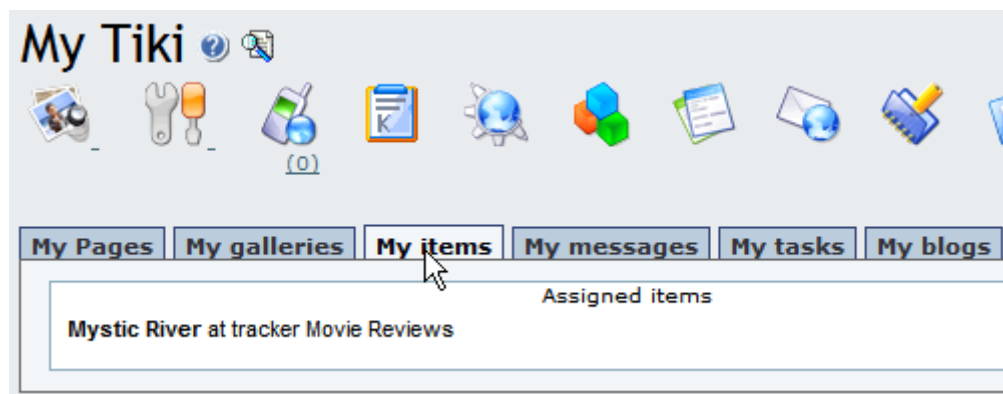 My Tiki
K
(0)
My Pages My galleries My items My messages My tasks My blogs
Assigned items
Mystic River at tracker Movie Reviews